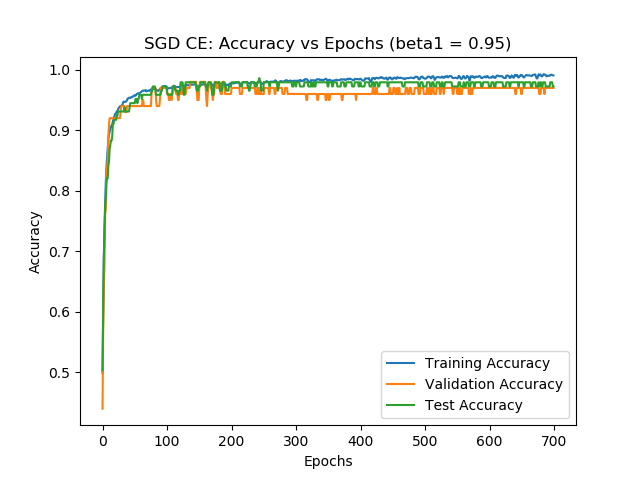 SGD CE: Accuracy vs Epochs (beta1 = 0.95)
Accuracy
1.0
0.9
0.8
0.7
0.6
0.5
0
100
200
300
400
500
600
700
Epochs
Training Accuracy
Validation Accuracy
Test Accuracy